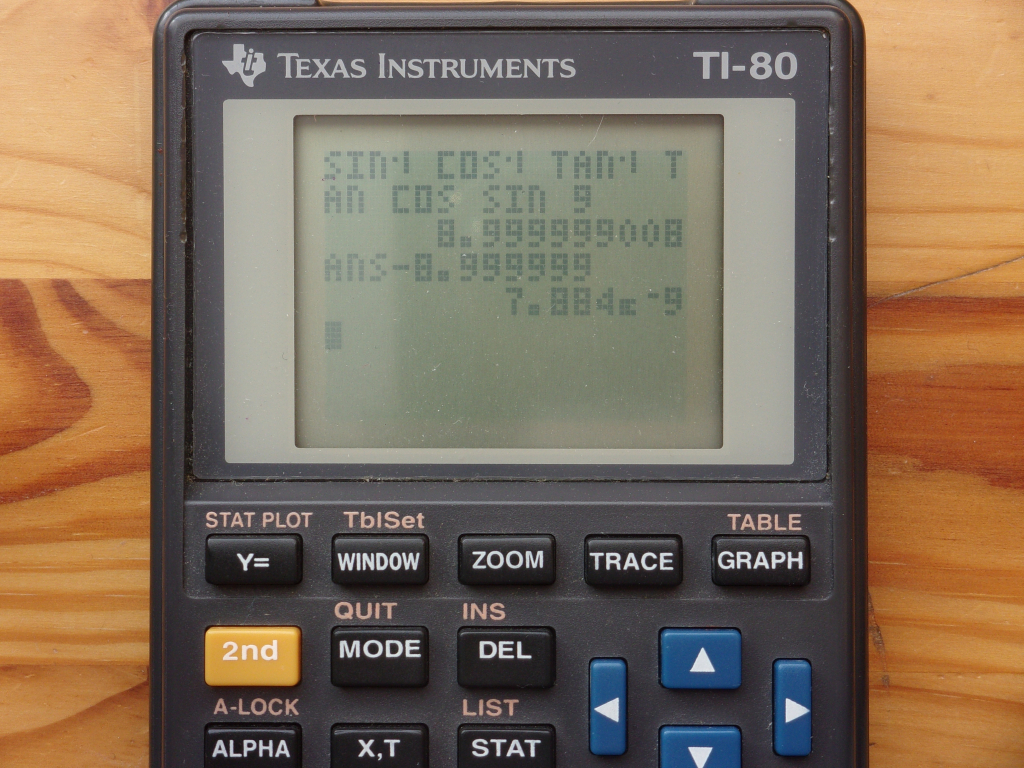 TEXAS INSTRUMENTS TI-80
SIN⁻¹ COS⁻¹ TAN⁻¹ T
AN COS SIN 9
8.999999008
ANS-8.999999
7.884ᴇ⁻9
STAT PLOT TblSet TABLE
Y= WINDOW ZOOM TRACE GRAPH
QUIT INS
2nd MODE DEL
A-LOCK LIST
ALPHA X,T STAT